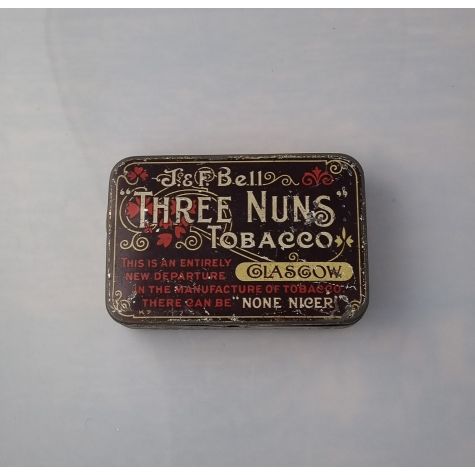 J. & F. Bell
"THREE NUNS"
TOBACCO
THIS IS AN ENTIRELY
NEW DEPARTURE
GLASGOW
IN THE MANUFACTURE OF TOBACCO
THERE CAN BE "NONE NICER"